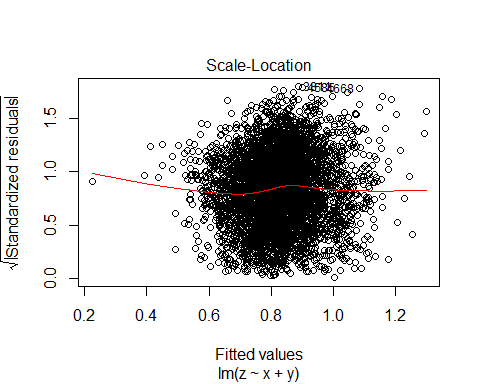 Scale-Location
√|Standardized residuals|
0.0 0.5 1.0 1.5
0.2 0.4 0.6 0.8 1.0 1.2
Fitted values
lm(z ~ x + y)